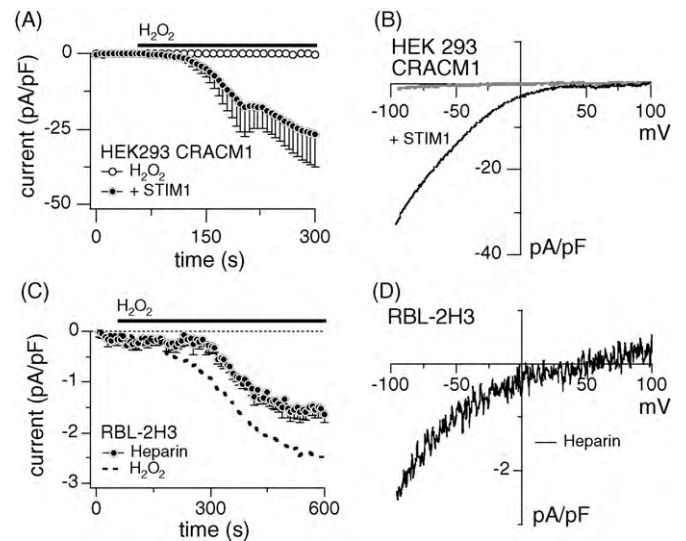 (A)
H₂O₂
0
-25
-50
current (pA/pF)
HEK293 CRACM1
H₂O₂
+ STIM1
0
150
300
time (s)
(B)
HEK 293
CRACM1
-100
-50
50
100
mV
+ STIM1
-20
-40
pA/pF
(C)
H₂O₂
0
-1
-2
-3
current (pA/pF)
RBL-2H3
Heparin
H₂O₂
0
300
600
time (s)
(D)
RBL-2H3
-100
-50
50
100
mV
Heparin
-2
pA/pF